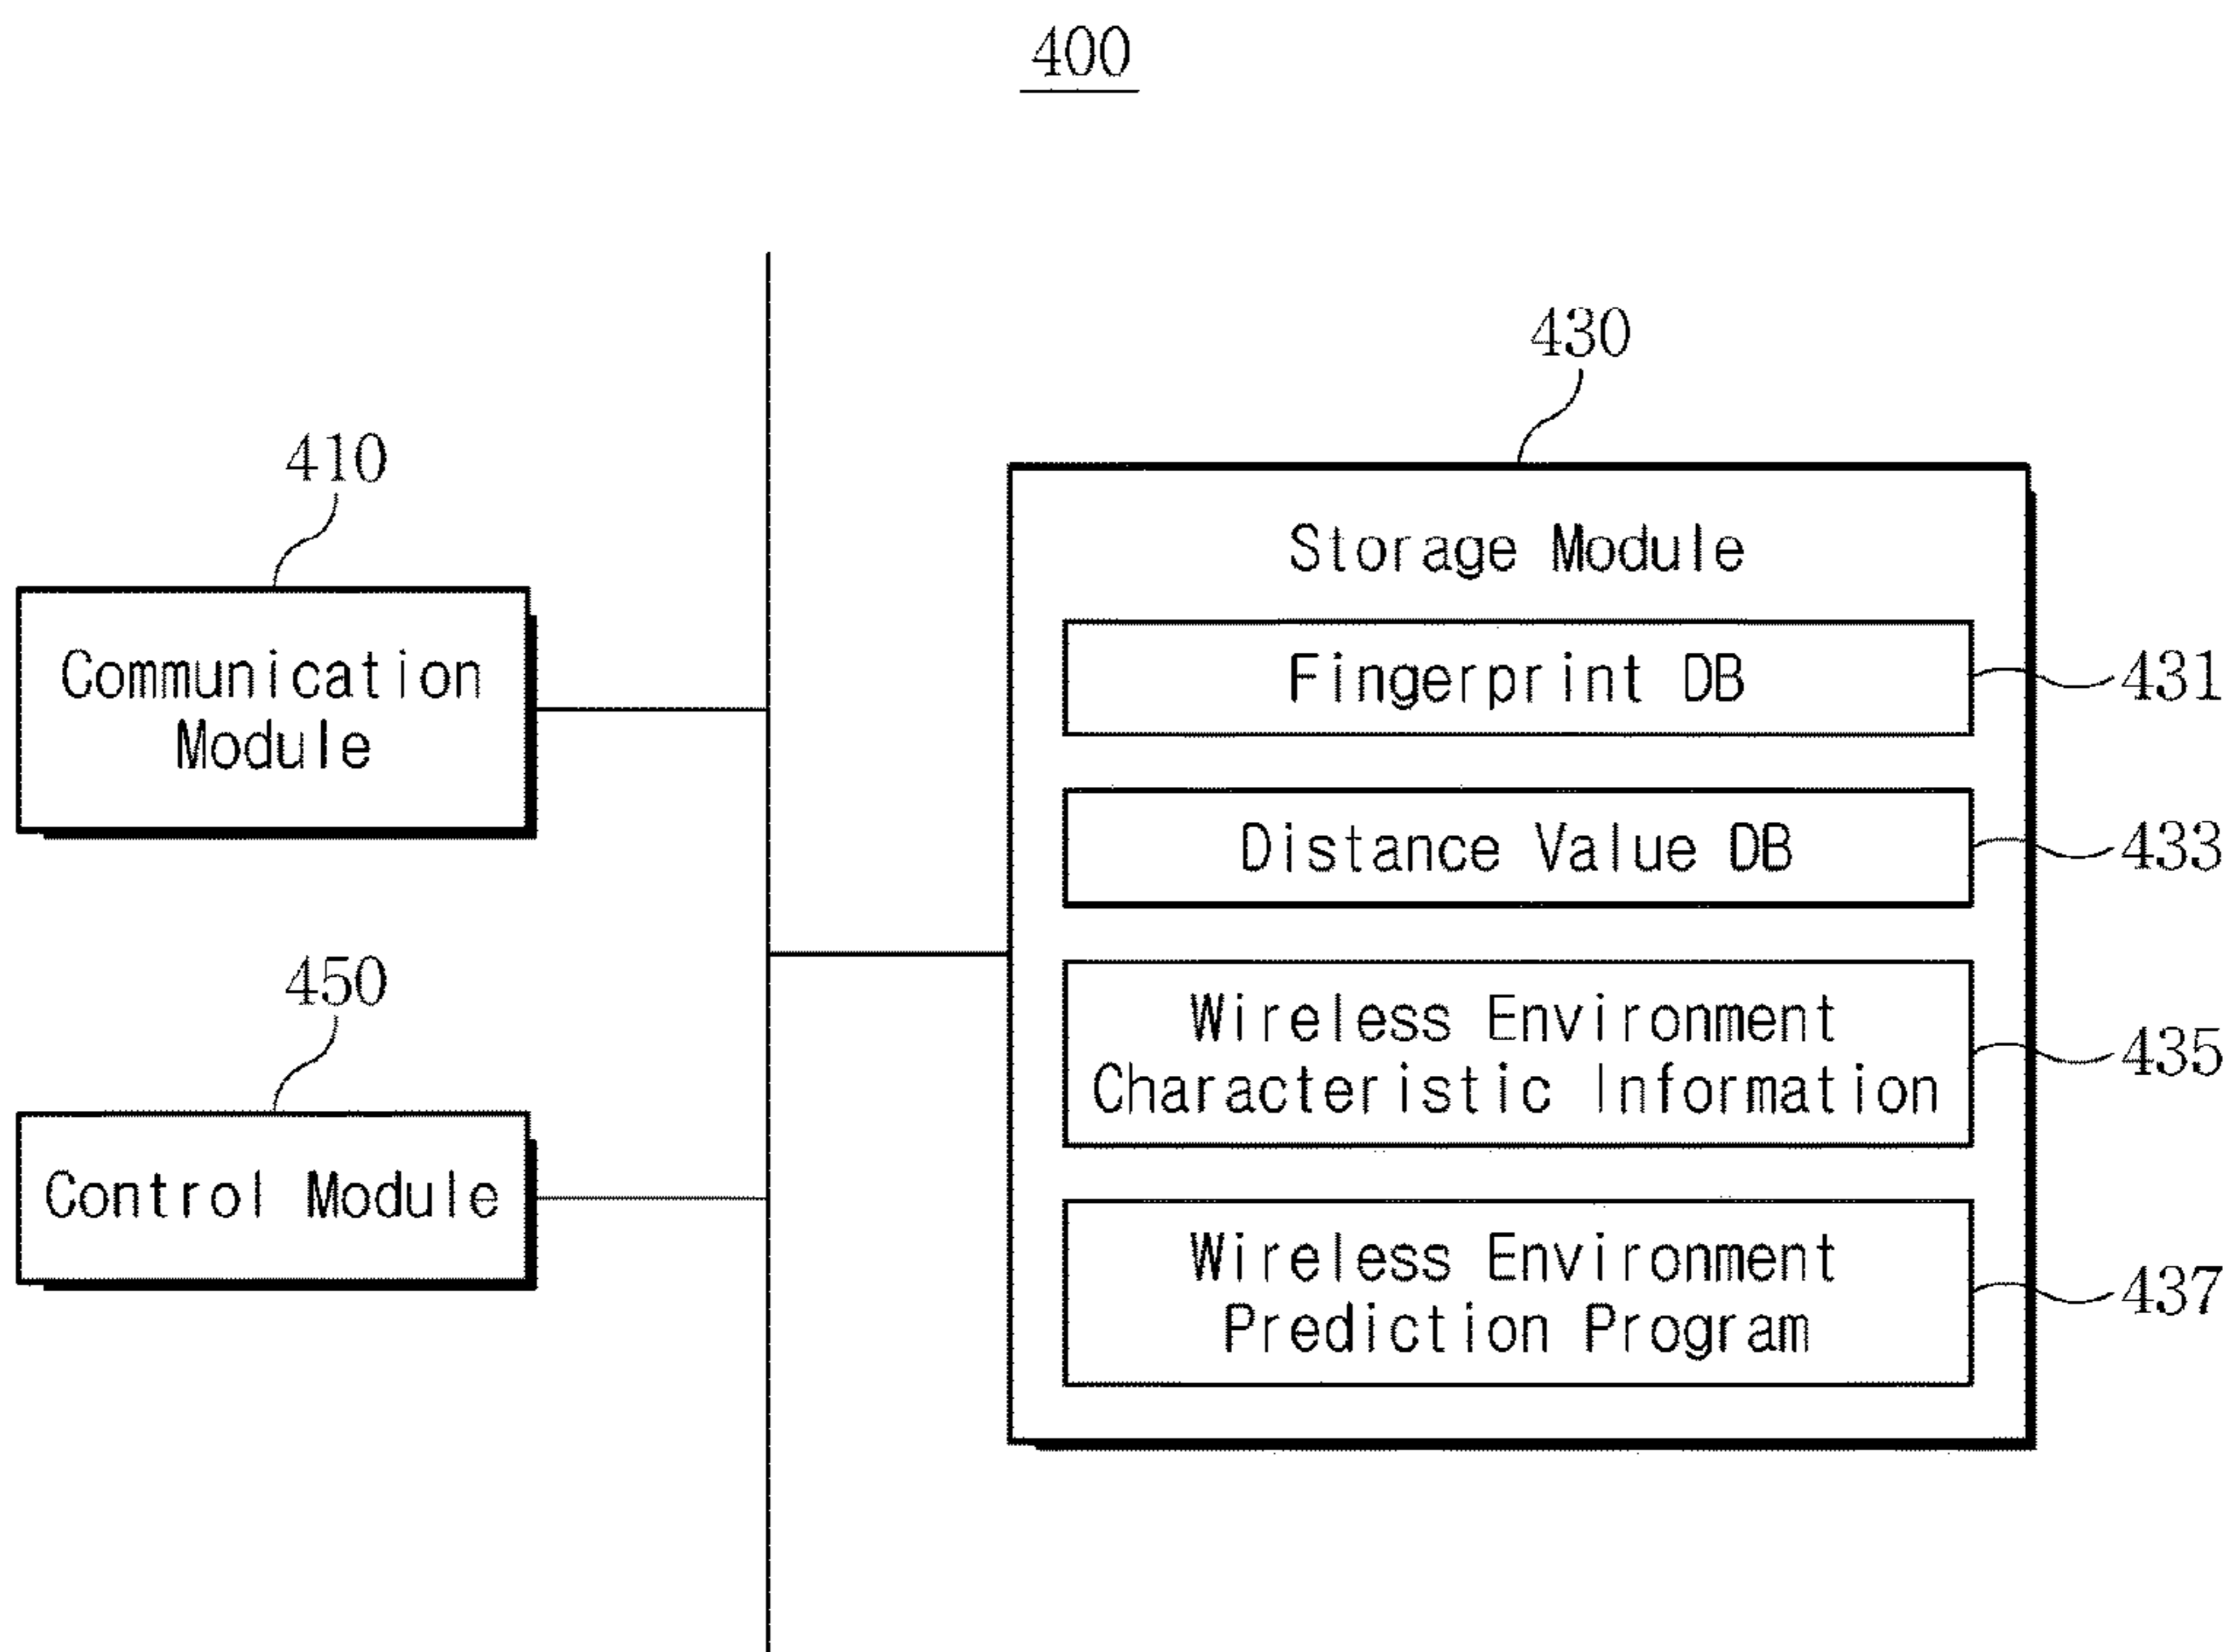 400
410
Communication
Module
450
Control Module
430
Storage Module
Fingerprint DB
431
Distance Value DB
433
Wireless Environment
Characteristic Information
435
Wireless Environment
Prediction Program
437